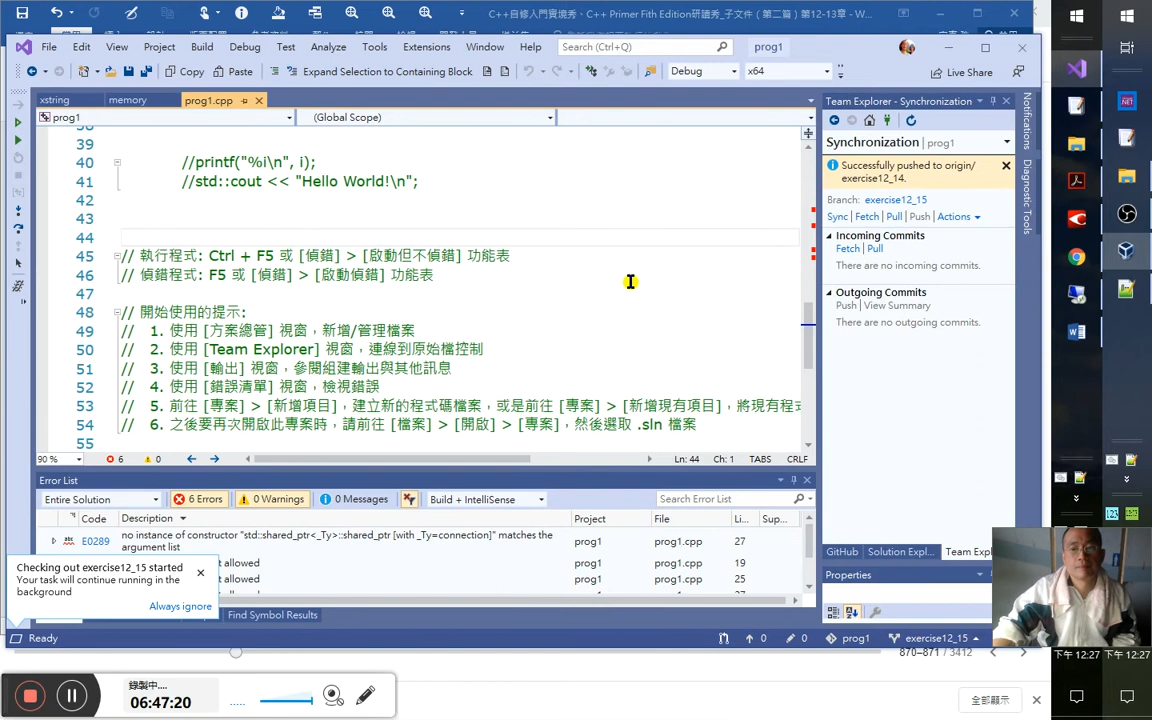 C++自修入門實境秀、C++ Primer Fifth Edition研讀秀_子文件（第二篇）第12-13章 - W...
File Edit View Project Build Debug Test Analyze Tools Extensions Window Help Search (Ctrl+Q) prog1
Copy Paste Expand Selection to Containing Block Debug x64 Live Share
xstring memory prog1.cpp
prog1 (Global Scope)
39
40 //printf("%i\n", i);
41 //std::cout << "Hello World!\n";
42
43
44
45 // 執行程式: Ctrl + F5 或 [偵錯] > [啟動但不偵錯] 功能表
46 // 偵錯程式: F5 或 [偵錯] > [啟動偵錯] 功能表
47
48 // 開始使用的提示:
49 // 1. 使用 [方案總管] 視窗，新增/管理檔案
50 // 2. 使用 [Team Explorer] 視窗，連線到原始檔控制
51 // 3. 使用 [輸出] 視窗，參閱組建輸出與其他訊息
52 // 4. 使用 [錯誤清單] 視窗，檢視錯誤
53 // 5. 前往 [專案] > [新增項目]，建立新的程式碼檔案，或是前往 [專案] > [新增現有項目]，將現有程式
54 // 6. 之後要再次開啟此專案時，請前往 [檔案] > [開啟] > [專案]，然後選取 .sln 檔案
55
90 % 6 0 Ln: 44 Ch: 1 TABS CRLF
Error List
Entire Solution 6 Errors 0 Warnings 0 Messages Build + IntelliSense Search Error List
Code Description Project File Li... Sup...
E0289 no instance of constructor "std::shared_ptr<_Ty>::shared_ptr [with _Ty=connection]" matches the
argument list prog1 prog1.cpp 27
t allowed prog1 prog1.cpp 19
t allowed prog1 prog1.cpp 25
Checking out exercise12_15 started
Your task will continue running in the
background
Always ignore
Find Symbol Results
Ready 0 0 prog1 exercise12_15
Team Explorer - Synchronization
Synchronization prog1
Successfully pushed to origin/
exercise12_14.
Branch: exercise12_15
Sync Fetch Pull Push Actions
Incoming Commits
Fetch Pull
There are no incoming commits.
Outgoing Commits
Push View Summary
There are no outgoing commits.
GitHub Solution Expl... Team Expl
Properties
Notifications
Diagnostic Tools
870–871 / 3412
下午 12:27 下午 12:27
錄製中...
06:47:20
全部顯示